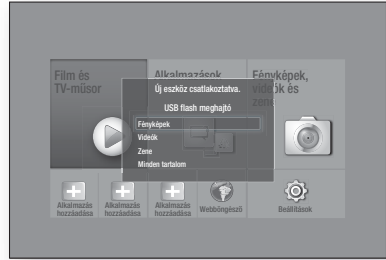 Film és
TV-műsor
Alkalmazások
Fényképek,
videók és
zene
Új eszköz csatlakoztatva.
USB flash meghajtó
Fényképek
Videók
Zene
Minden tartalom
Alkalmazás
hozzáadása
Alkalmazás
hozzáadása
Alkalmazás
hozzáadása
Webböngésző
Beállítások